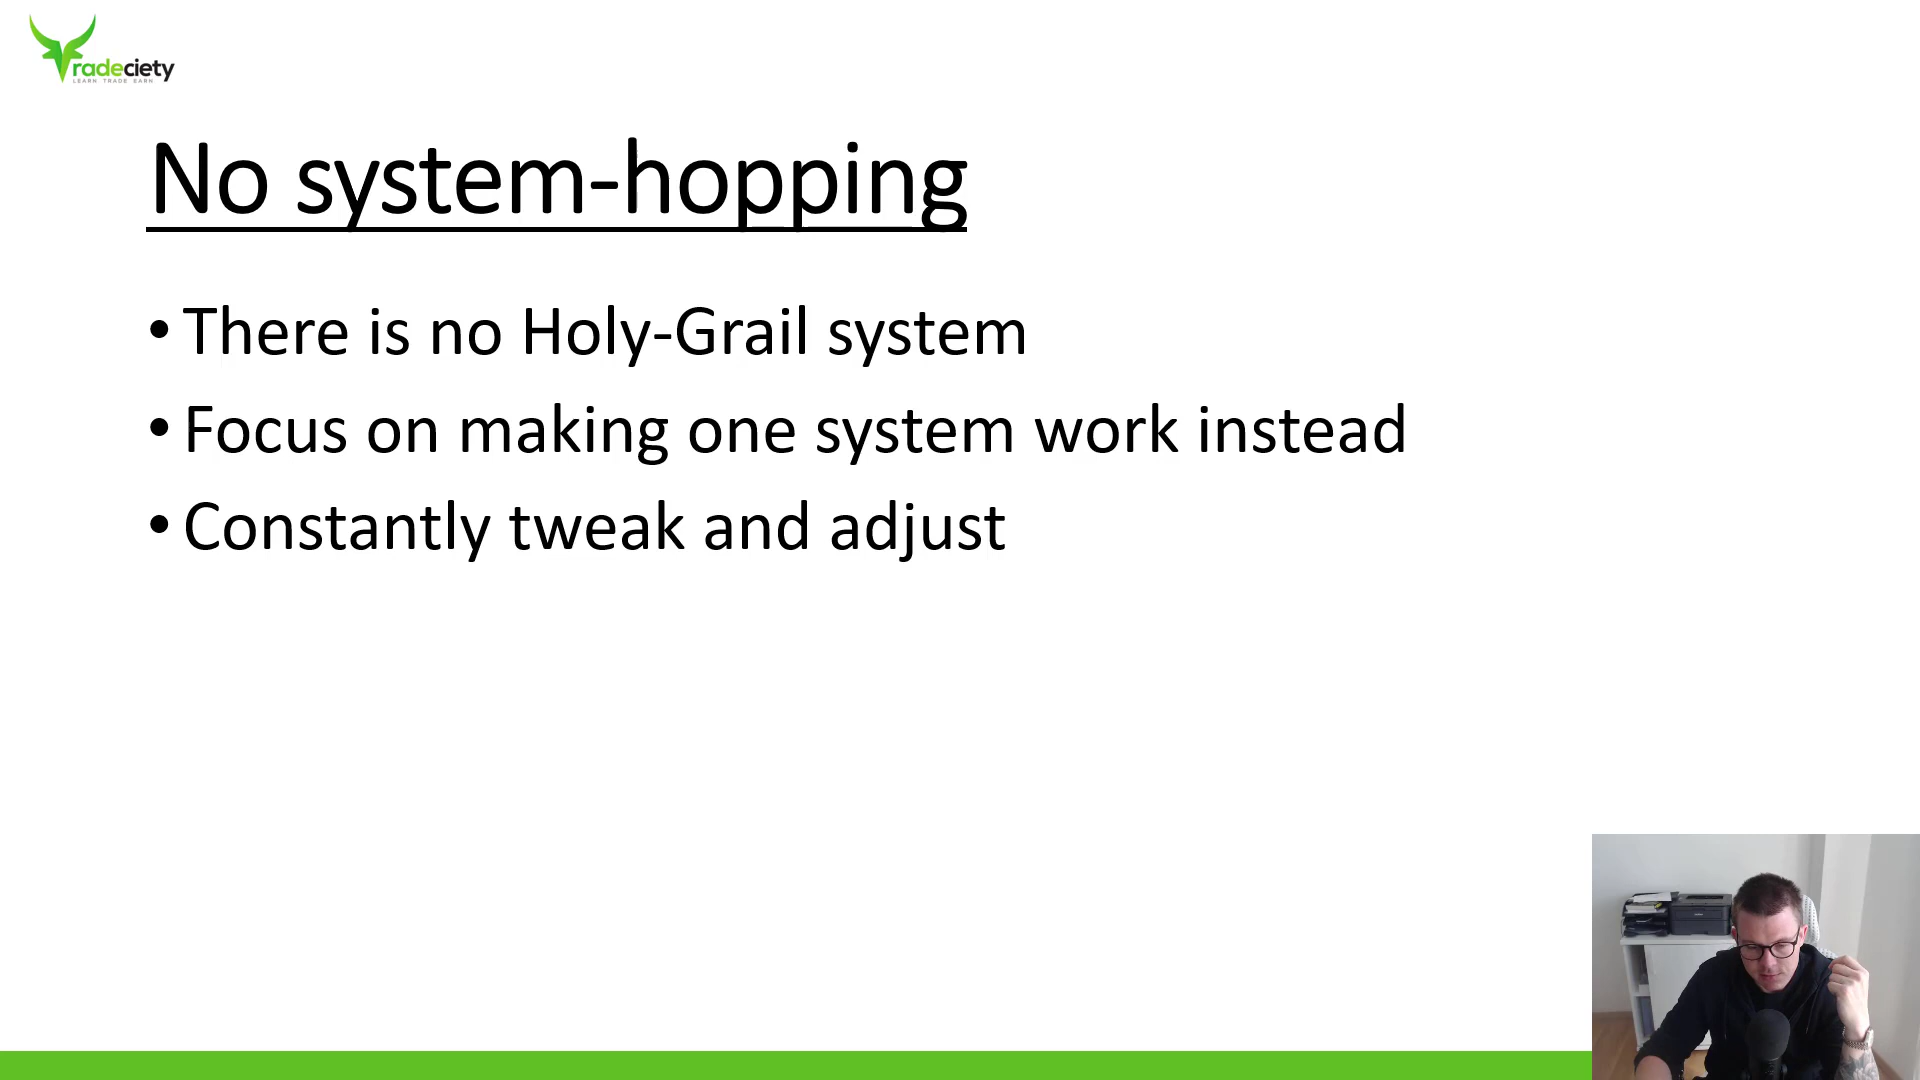 Tradeciety
LEARN TRADE EARN
No system-hopping
• There is no Holy-Grail system
• Focus on making one system work instead
• Constantly tweak and adjust